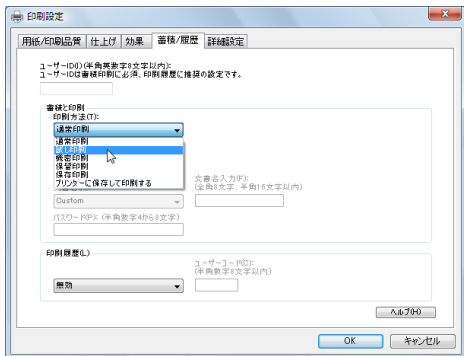 印刷設定
用紙/印刷品質 仕上げ 効果 蓄積/履歴 詳細設定
ユーザーID(I):(半角英数字8文字以内):
ユーザーIDは蓄積印刷に必須、印刷履歴に推奨の設定です。
蓄積と印刷
印刷方法(T):
通常印刷
通常印刷
試し印刷
機密印刷
保留印刷
保存印刷
プリンターに保存して印刷する
文書名入力(F):
(全角8文字、半角16文字以内)
Custom
パスワード(P): (半角数字4から8文字)
印刷履歴(L)
ユーザーコード(O):
(半角数字8文字以内)
無効
ヘルプ(H)
OK キャンセル